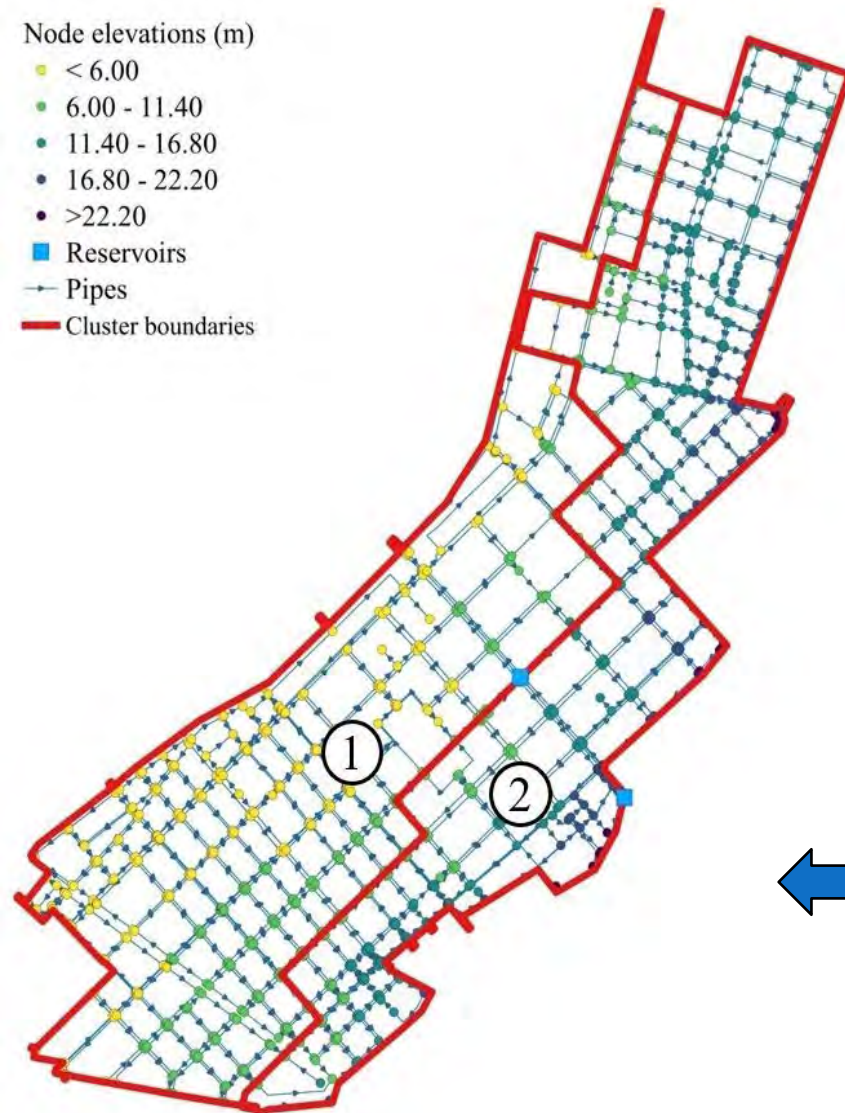 Node elevations (m)
< 6.00
6.00 - 11.40
11.40 - 16.80
16.80 - 22.20
>22.20
Reservoirs
Pipes
Cluster boundaries
1
2